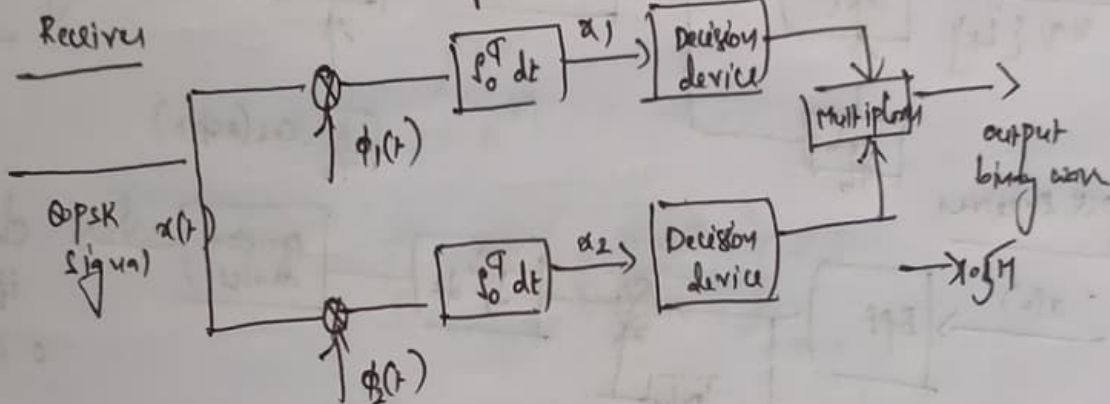 Receiver
∫₀ᵀ dt
x₁
Decision
device
Multiplexer
output
binary wave
ϕ₁(t)
QPSK
Signal
x(t)
∫₀ᵀ dt
x₂
Decision
device
ϕ₂(t)